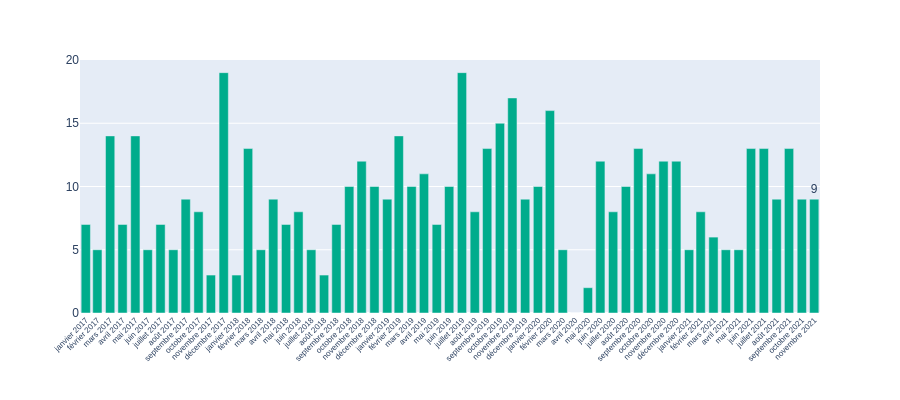 20
15
10
5
0
9
janvier 2017
février 2017
mars 2017
avril 2017
mai 2017
juin 2017
juillet 2017
août 2017
septembre 2017
octobre 2017
novembre 2017
décembre 2017
janvier 2018
février 2018
mars 2018
avril 2018
mai 2018
juin 2018
juillet 2018
août 2018
septembre 2018
octobre 2018
novembre 2018
décembre 2018
janvier 2019
février 2019
mars 2019
avril 2019
mai 2019
juin 2019
juillet 2019
août 2019
septembre 2019
octobre 2019
novembre 2019
décembre 2019
janvier 2020
février 2020
mars 2020
avril 2020
mai 2020
juin 2020
juillet 2020
août 2020
septembre 2020
octobre 2020
novembre 2020
décembre 2020
janvier 2021
février 2021
mars 2021
avril 2021
mai 2021
juin 2021
juillet 2021
août 2021
septembre 2021
octobre 2021
novembre 2021